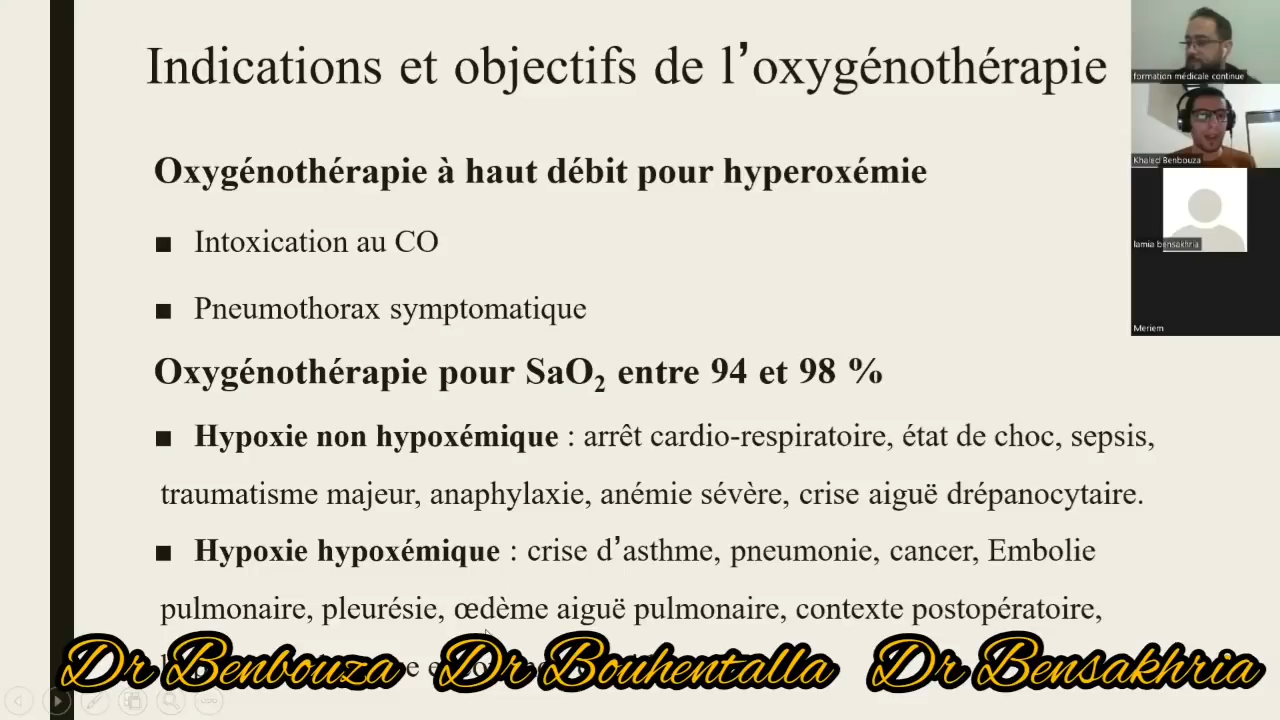 Indications et objectifs de l’oxygénothérapie
formation médicale continue
Oxygénothérapie à haut débit pour hyperoxémie
Khaled Benbouza
■ Intoxication au CO
lamia bensakhria
■ Pneumothorax symptomatique
Meriem
Oxygénothérapie pour SaO₂ entre 94 et 98 %
■ Hypoxie non hypoxémique : arrêt cardio-respiratoire, état de choc, sepsis,
traumatisme majeur, anaphylaxie, anémie sévère, crise aiguë drépanocytaire.
■ Hypoxie hypoxémique : crise d’asthme, pneumonie, cancer, Embolie
pulmonaire, pleurésie, œdème aiguë pulmonaire, contexte postopératoire,
Dr Benbouza Dr Bouhentalla Dr Bensakhria